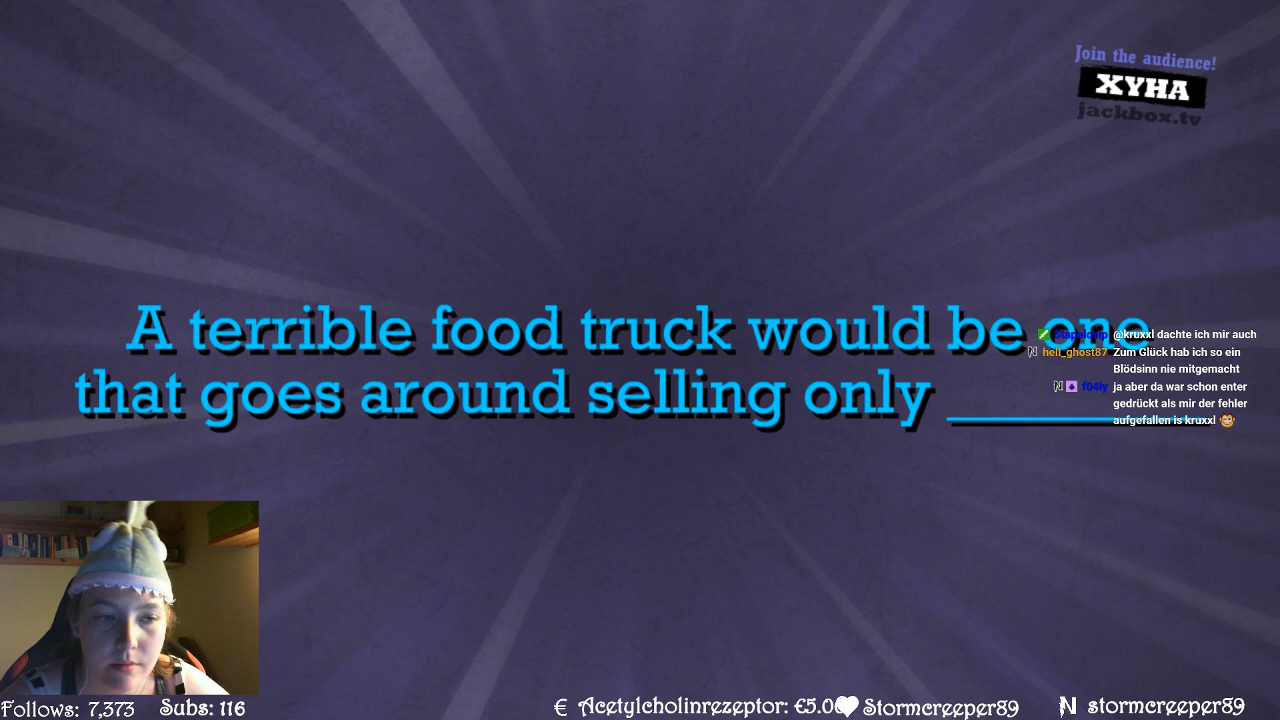 Join the audience!
XYHA
jackbox.tv
A terrible food truck would be one
that goes around selling only
@kruxxl dachte ich mir auch
hell_ghost87 Zum Glück hab ich so ein
Blödsinn nie mitgemacht
f04ly ja aber da war schon enter
gedrückt als mir der fehler
aufgefallen is kruxxl
Follows: 7,373 Subs: 116
€ Acetylcholinrezeptor: €5.0
Stormcreeper89
stormcreeper89